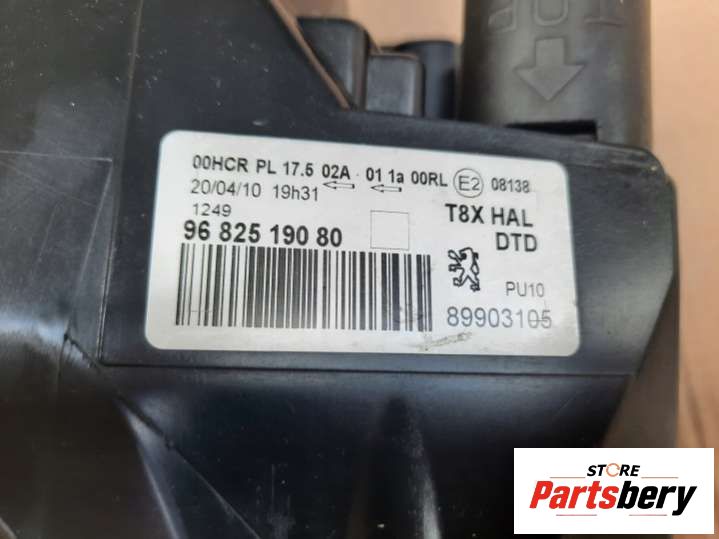 00HCR PL 17.5 02A 01 1a 00RL E2 08138
20/04/10 19h31
1249
96 825 190 80
T8X HAL
DTD
PU10
89903105
STORE
Partsbery